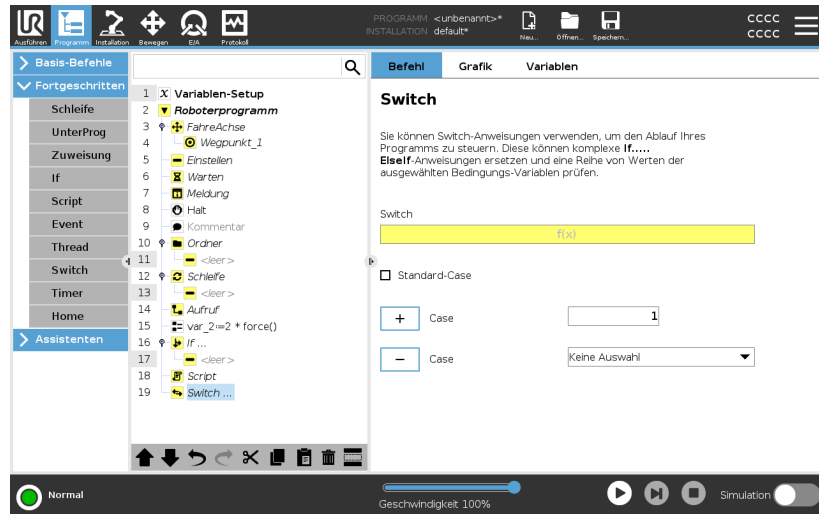 PROGRAMM <unbenannt>*
INSTALLATION default*
CCCC
CCCC
Ausführen Programm Installation Bewegen E/A Protokoll
Neu... Öffnen... Speichern...
Basis-Befehle
Fortgeschritten
Schleife
UnterProg
Zuweisung
If
Script
Event
Thread
Switch
Timer
Home
Assistenten
1 X Variablen-Setup
2 Roboterprogramm
3 FahreAchse
4 Wegpunkt_1
5 Einstellen
6 Warten
7 Meldung
8 Halt
9 Kommentar
10 Ordner
11 <leer>
12 Schleife
13 <leer>
14 Aufruf
15 var_2≔2 * force()
16 If ...
17 <leer>
18 Script
19 Switch ...
Befehl Grafik Variablen
Switch
Sie können Switch-Anweisungen verwenden, um den Ablauf Ihres
Programms zu steuern. Diese können komplexe If.....
ElseIf-Anweisungen ersetzen und eine Reihe von Werten der
ausgewählten Bedingungs-Variablen prüfen.
Switch
f(x)
Standard-Case
+ Case 1
− Case Keine Auswahl
Normal
Geschwindigkeit 100%
Simulation